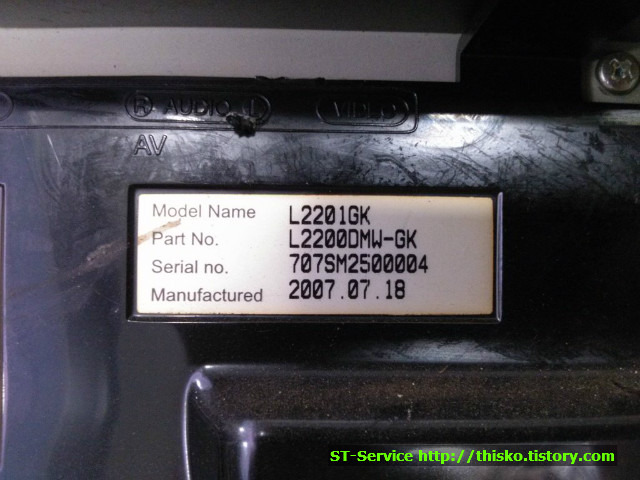 R AUDIO L VIDEO
AV
Model Name L2201GK
Part No. L2200DMW-GK
Serial no. 707SM2500004
Manufactured 2007.07.18
ST-Service http://thisko.tistory.com